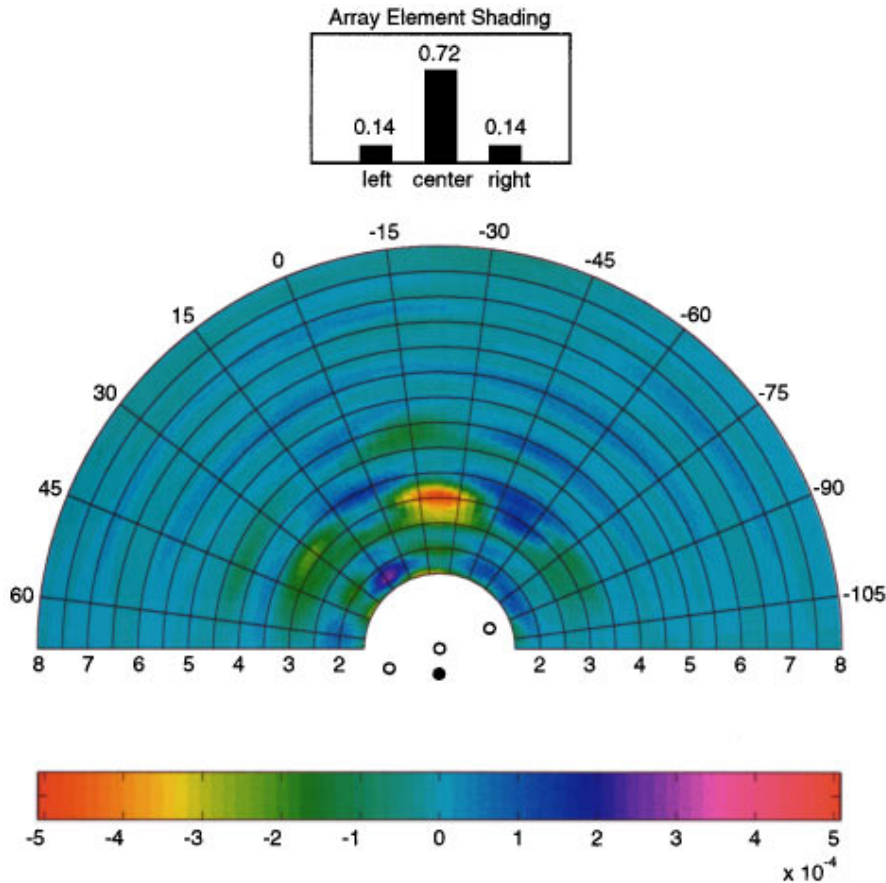 Array Element Shading
0.72
0.14 0.14
left center right
-15 -30
0 -45
15 -60
30 -75
45 -90
60 -105
8 7 6 5 4 3 2 2 3 4 5 6 7 8
-5 -4 -3 -2 -1 0 1 2 3 4 5
x 10⁻⁴